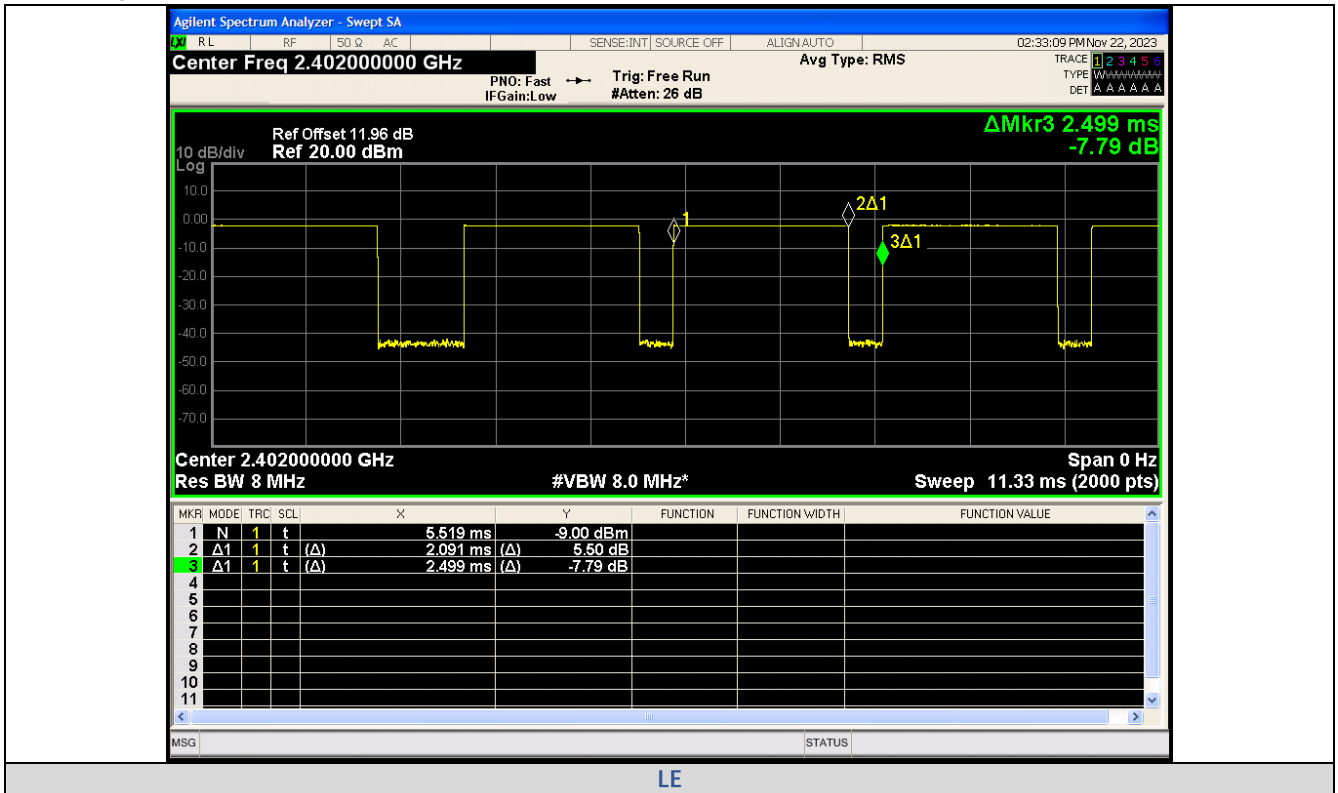 Agilent Spectrum Analyzer - Swept SA
LXI RL RF 50 Ω AC SENSE:INT SOURCE OFF ALIGN AUTO 02:33:09 PM Nov 22, 2023
Center Freq 2.402000000 GHz Avg Type: RMS TRACE 1 2 3 4 5 6
PNO: Fast Trig: Free Run TYPE WWWWWW
IFGain:Low #Atten: 26 dB DET A A A A A A
ΔMkr3 2.499 ms
-7.79 dB
Ref Offset 11.96 dB
10 dB/div Ref 20.00 dBm
Log
10.0
0.00
-10.0
-20.0
-30.0
-40.0
-50.0
-60.0
-70.0
1
2Δ1
3Δ1
Center 2.402000000 GHz Span 0 Hz
Res BW 8 MHz #VBW 8.0 MHz* Sweep 11.33 ms (2000 pts)
MKR MODE TRC SCL X Y FUNCTION FUNCTION WIDTH FUNCTION VALUE
1 N 1 t 5.519 ms -9.00 dBm
2 Δ1 1 t (Δ) 2.091 ms (Δ) 5.50 dB
3 Δ1 1 t (Δ) 2.499 ms (Δ) -7.79 dB
4
5
6
7
8
9
10
11
MSG STATUS
LE